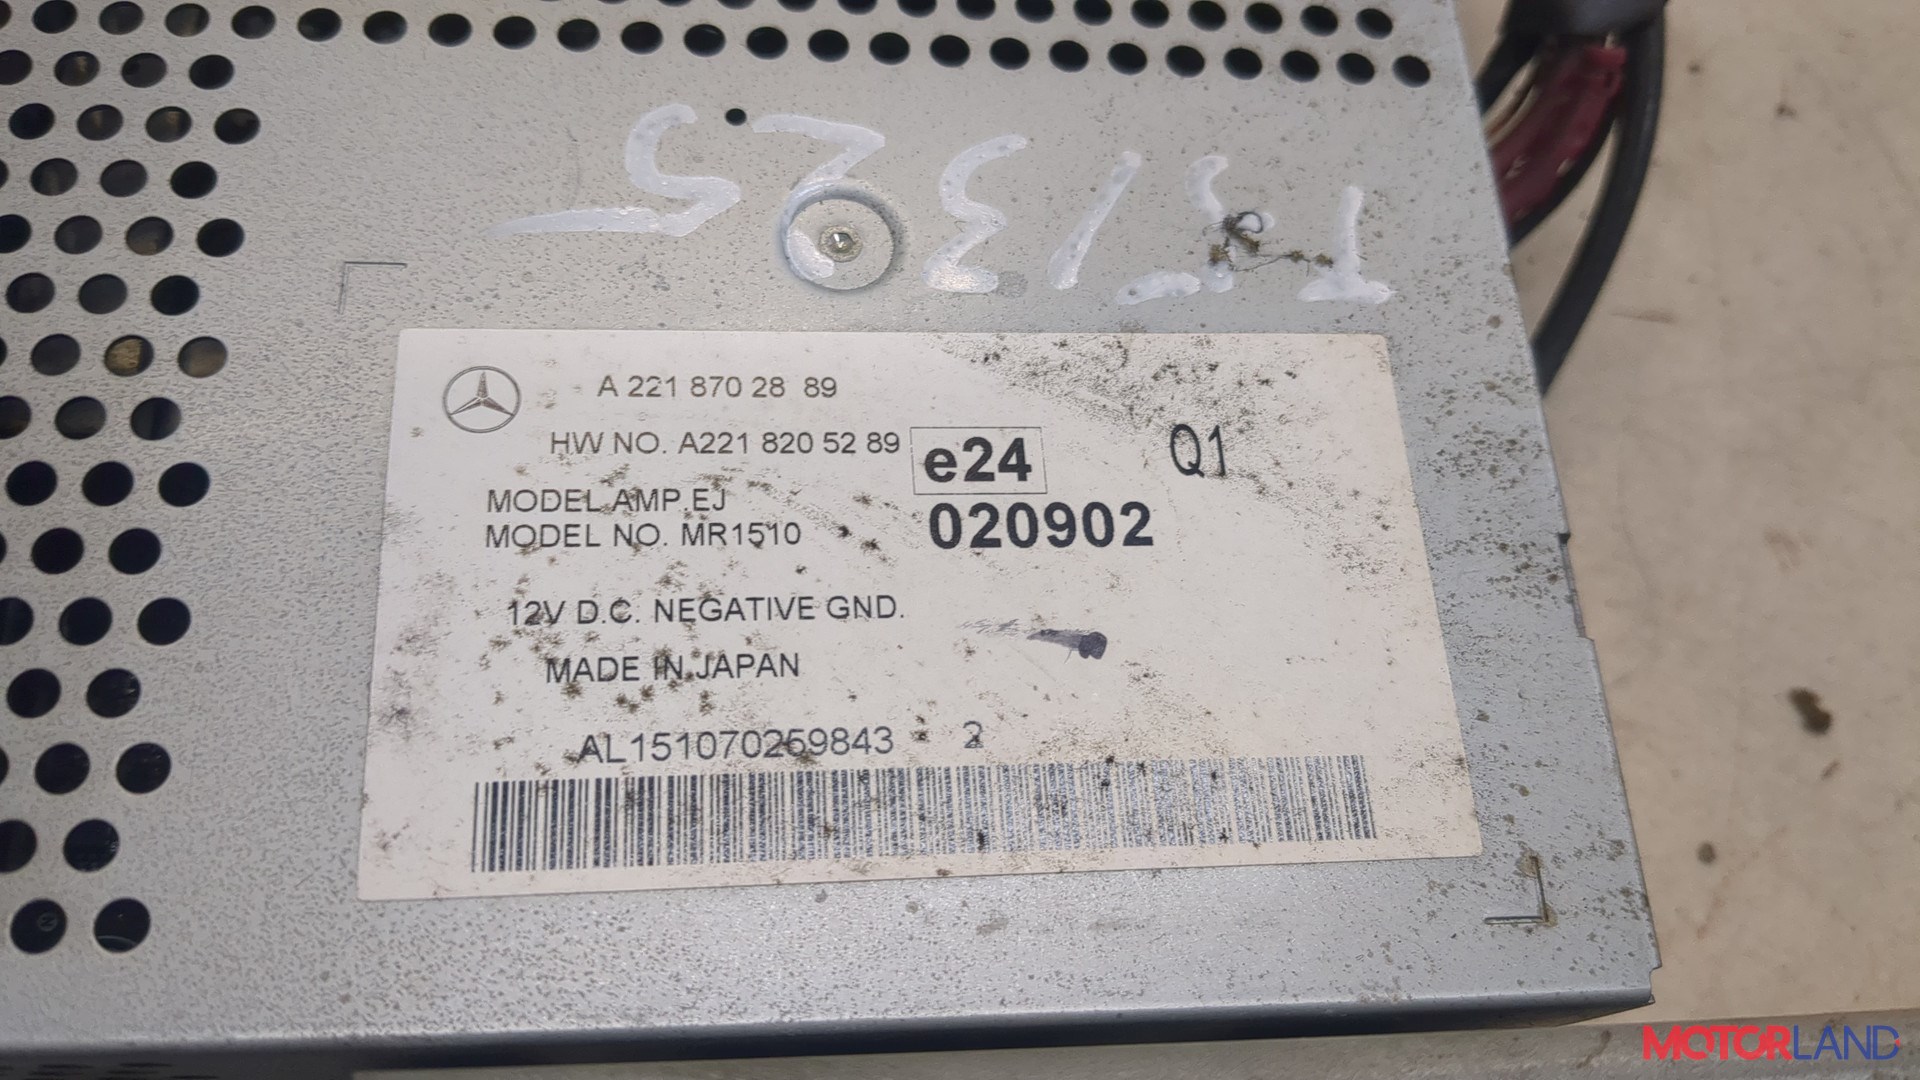 A 221 870 28 89
HW NO. A221 820 52 89
e24
Q1
MODEL AMP.EJ
MODEL NO. MR1510
020902
12V D.C. NEGATIVE GND.
MADE IN JAPAN
AL151070259843 2
MOTORLAND